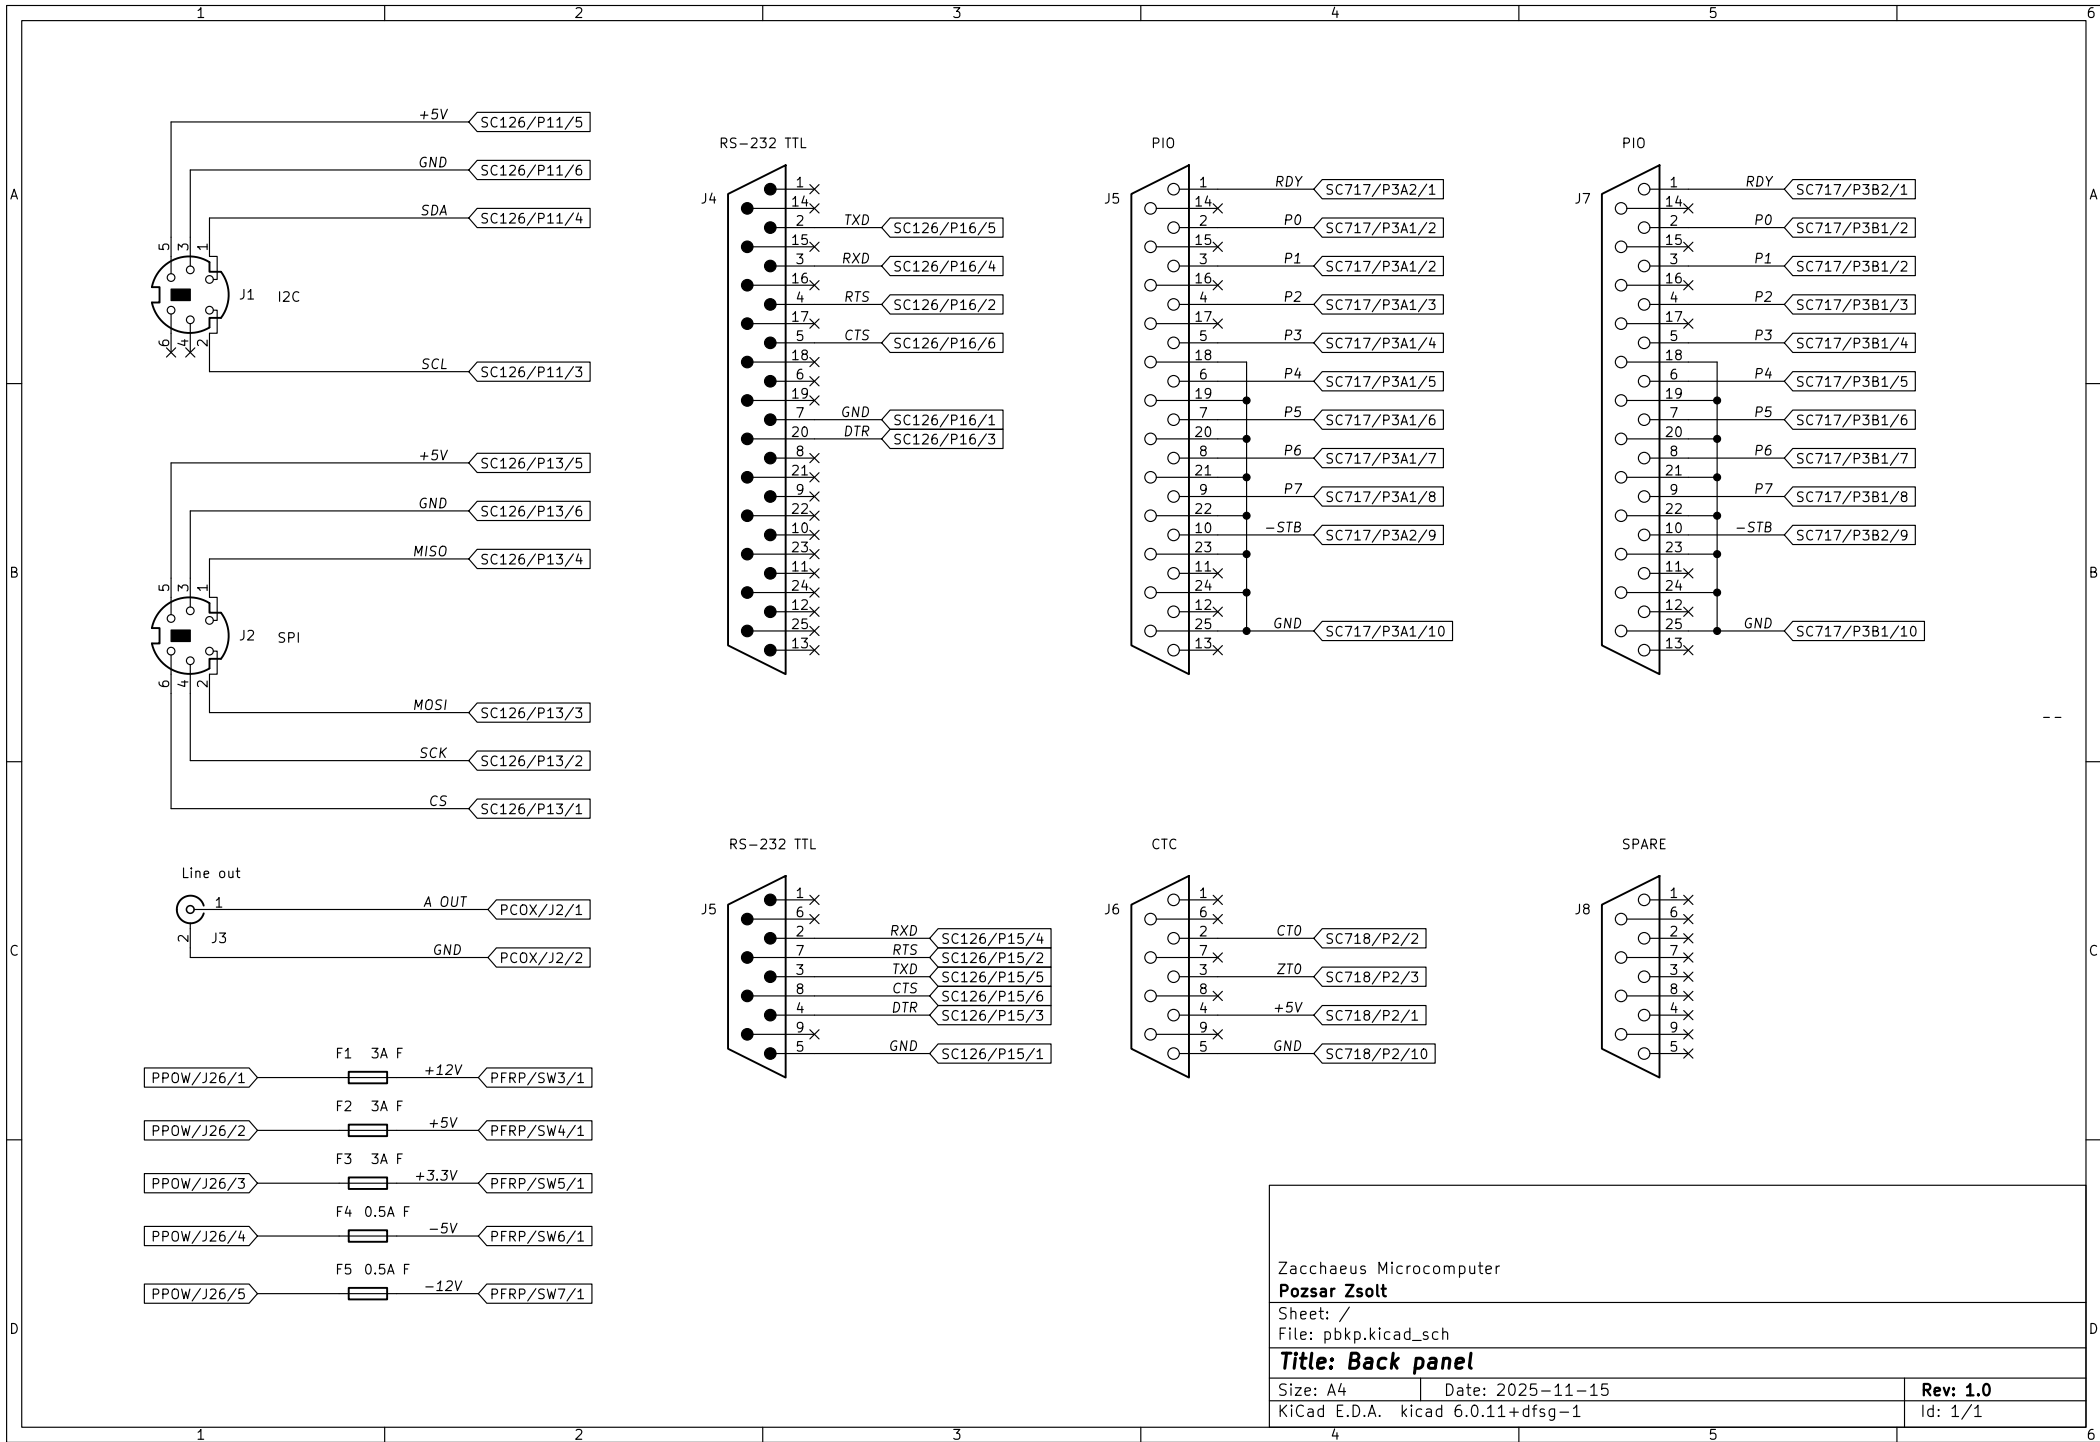 1 2 3 4 5 6
A
B
C
D
A
B
C
D
1 2 3 4 5 6
+5V SC126/P11/5
GND SC126/P11/6
SDA SC126/P11/4
5 3 1
J1 I2C
6 4 2
SCL SC126/P11/3
+5V SC126/P13/5
GND SC126/P13/6
MISO SC126/P13/4
5 3 1
J2 SPI
6 4 2
MOSI SC126/P13/3
SCK SC126/P13/2
CS SC126/P13/1
Line out
1 A OUT PCOX/J2/1
2 J3
GND PCOX/J2/2
F1 3A F
PPOW/J26/1 +12V PFRP/SW3/1
F2 3A F
PPOW/J26/2 +5V PFRP/SW4/1
F3 3A F
PPOW/J26/3 +3.3V PFRP/SW5/1
F4 0.5A F
PPOW/J26/4 -5V PFRP/SW6/1
F5 0.5A F
PPOW/J26/5 -12V PFRP/SW7/1
RS-232 TTL
J4
1
14
2 TXD SC126/P16/5
15
3 RXD SC126/P16/4
16
4 RTS SC126/P16/2
17
5 CTS SC126/P16/6
18
6
19
7 GND SC126/P16/1
20 DTR SC126/P16/3
8
21
9
22
10
23
11
24
12
25
13
PIO
J5
1 RDY SC717/P3A2/1
14
2 P0 SC717/P3A1/2
15
3 P1 SC717/P3A1/2
16
4 P2 SC717/P3A1/3
17
5 P3 SC717/P3A1/4
18
6 P4 SC717/P3A1/5
19
7 P5 SC717/P3A1/6
20
8 P6 SC717/P3A1/7
21
9 P7 SC717/P3A1/8
22
10 -STB SC717/P3A2/9
23
11
24
12
25 GND SC717/P3A1/10
13
PIO
J7
1 RDY SC717/P3B2/1
14
2 P0 SC717/P3B1/2
15
3 P1 SC717/P3B1/2
16
4 P2 SC717/P3B1/3
17
5 P3 SC717/P3B1/4
18
6 P4 SC717/P3B1/5
19
7 P5 SC717/P3B1/6
20
8 P6 SC717/P3B1/7
21
9 P7 SC717/P3B1/8
22
10 -STB SC717/P3B2/9
23
11
24
12
25 GND SC717/P3B1/10
13
--
RS-232 TTL
J5
1
6
2 RXD SC126/P15/4
7 RTS SC126/P15/2
3 TXD SC126/P15/5
8 CTS SC126/P15/6
4 DTR SC126/P15/3
9
5 GND SC126/P15/1
CTC
J6
1
6
2 CT0 SC718/P2/2
7
3 ZT0 SC718/P2/3
8
4 +5V SC718/P2/1
9
5 GND SC718/P2/10
SPARE
J8
1
6
2
7
3
8
4
9
5
Zacchaeus Microcomputer
Pozsar Zsolt
Sheet: /
File: pbkp.kicad_sch
Title: Back panel
Size: A4 Date: 2025-11-15 Rev: 1.0
KiCad E.D.A. kicad 6.0.11+dfsg-1 Id: 1/1